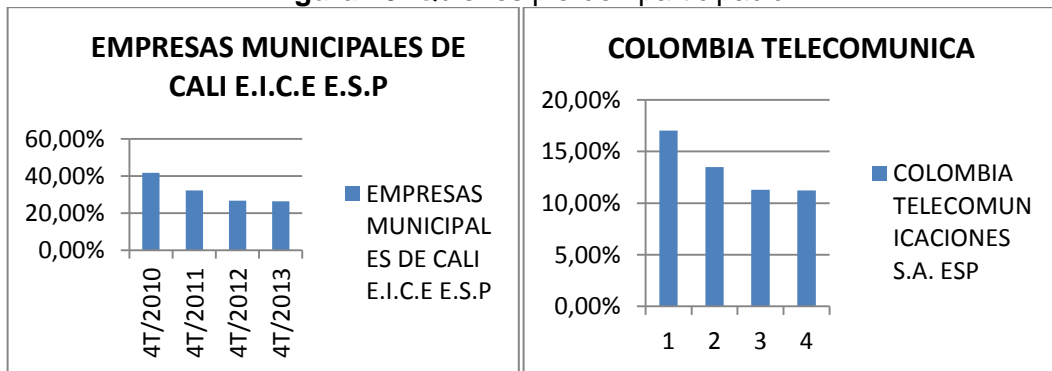 EMPRESAS MUNICIPALES DE
CALI E.I.C.E E.S.P
60,00%
40,00%
20,00%
0,00%
4T/2010
4T/2011
4T/2012
4T/2013
EMPRESAS
MUNICIPAL
ES DE CALI
E.I.C.E E.S.P
COLOMBIA TELECOMUNICA
20,00%
15,00%
10,00%
5,00%
0,00%
1 2 3 4
COLOMBIA
TELECOMUN
ICACIONES
S.A. ESP